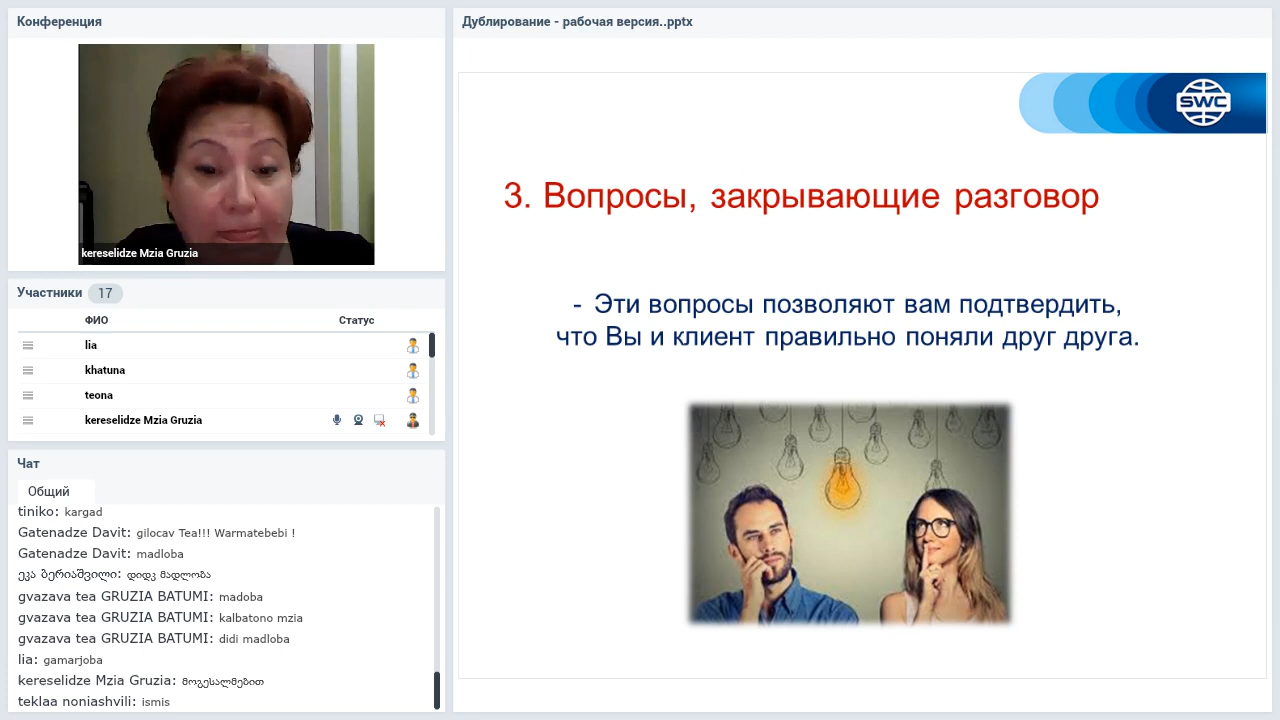 Конференция
kereselidze Mzia Gruzia
Участники 17
ФИО Статус
lia
khatuna
teona
kereselidze Mzia Gruzia
Чат
Общий
tiniko: kargad
Gatenadze Davit: gilocav Tea!!! Warmatebebi !
Gatenadze Davit: madloba
ეკა ბერიაშვილი: დიდკ მადლობა
gvazava tea GRUZIA BATUMI: madoba
gvazava tea GRUZIA BATUMI: kalbatono mzia
gvazava tea GRUZIA BATUMI: didi madloba
lia: gamarjoba
kereselidze Mzia Gruzia: მოგესალმებით
teklaa noniashvili: ismis
Дублирование - рабочая версия..pptx
SWC
3. Вопросы, закрывающие разговор
- Эти вопросы позволяют вам подтвердить,
что Вы и клиент правильно поняли друг друга.